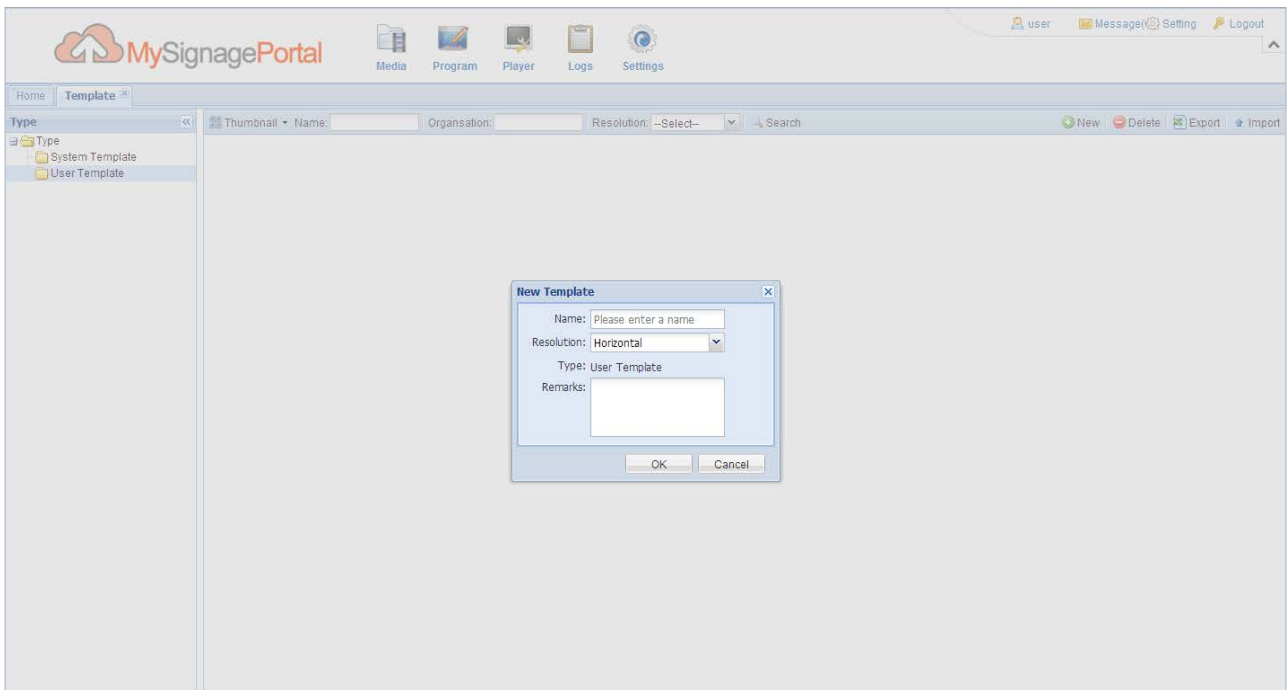 user Message( Setting Logout
MySignagePortal
Media Program Player Logs Settings
Home Template
Type Thumbnail Name: Organsation: Resolution: --Select-- Search New Delete Export Import
Type
System Template
User Template
New Template
Name: Please enter a name
Resolution: Horizontal
Type: User Template
Remarks:
OK Cancel